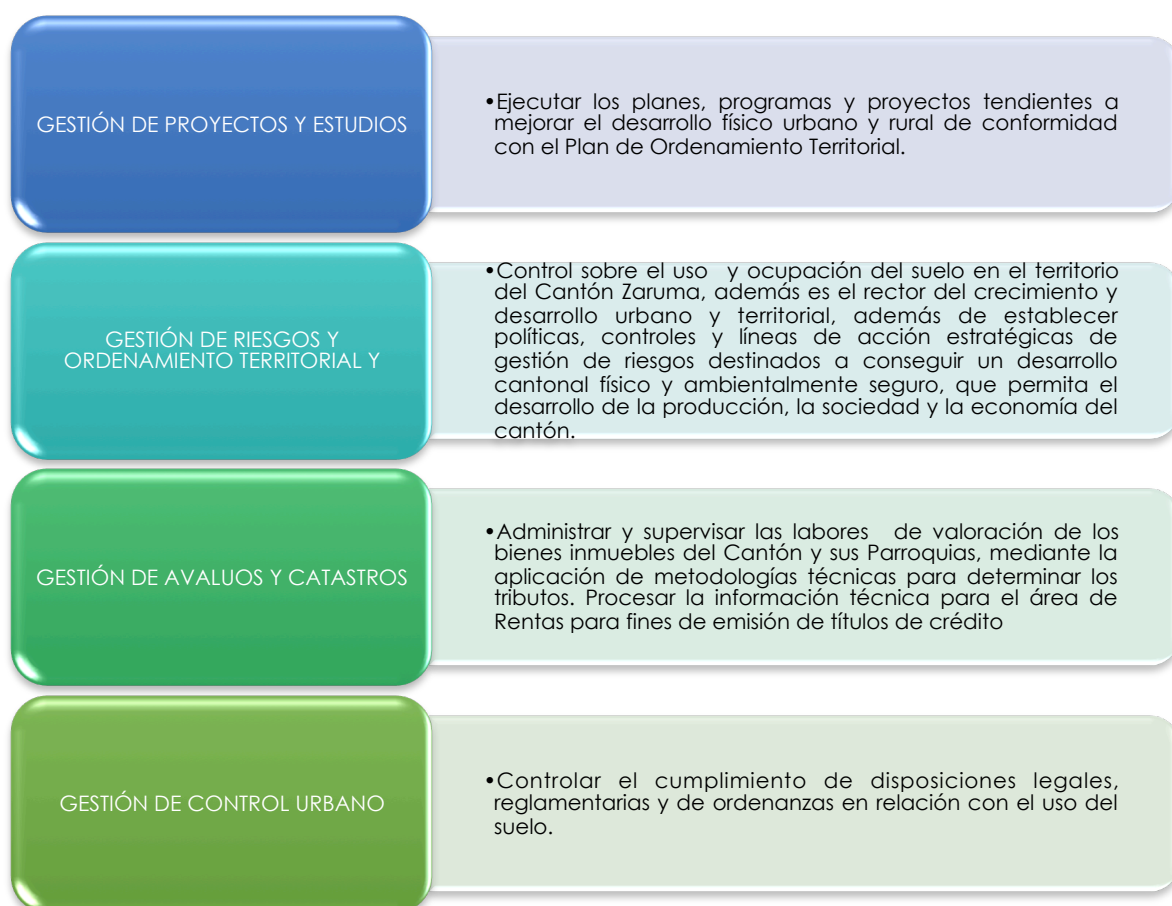 GESTIÓN DE PROYECTOS Y ESTUDIOS
•Ejecutar los planes, programas y proyectos tendientes a
mejorar el desarrollo físico urbano y rural de conformidad
con el Plan de Ordenamiento Territorial.
GESTIÓN DE RIESGOS Y
ORDENAMIENTO TERRITORIAL Y
•Control sobre el uso y ocupación del suelo en el territorio
del Cantón Zaruma, además es el rector del crecimiento y
desarrollo urbano y territorial, además de establecer
políticas, controles y líneas de acción estratégicas de
gestión de riesgos destinados a conseguir un desarrollo
cantonal físico y ambientalmente seguro, que permita el
desarrollo de la producción, la sociedad y la economía del
cantón.
GESTIÓN DE AVALUOS Y CATASTROS
•Administrar y supervisar las labores de valoración de los
bienes inmuebles del Cantón y sus Parroquias, mediante la
aplicación de metodologías técnicas para determinar los
tributos. Procesar la información técnica para el área de
Rentas para fines de emisión de títulos de crédito
GESTIÓN DE CONTROL URBANO
•Controlar el cumplimiento de disposiciones legales,
reglamentarias y de ordenanzas en relación con el uso del
suelo.